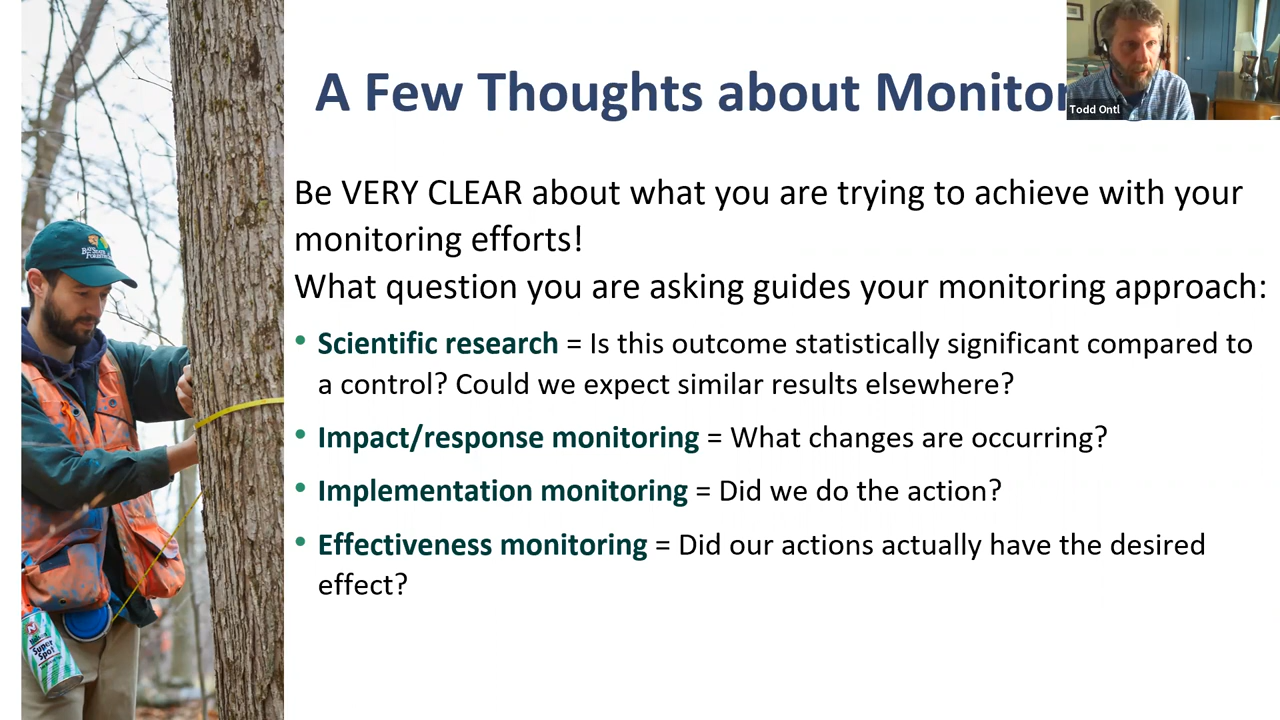 A Few Thoughts about Monitor
Todd Ontl
Be VERY CLEAR about what you are trying to achieve with your
monitoring efforts!
What question you are asking guides your monitoring approach:
• Scientific research = Is this outcome statistically significant compared to
a control? Could we expect similar results elsewhere?
• Impact/response monitoring = What changes are occurring?
• Implementation monitoring = Did we do the action?
• Effectiveness monitoring = Did our actions actually have the desired
effect?
Super
Spot